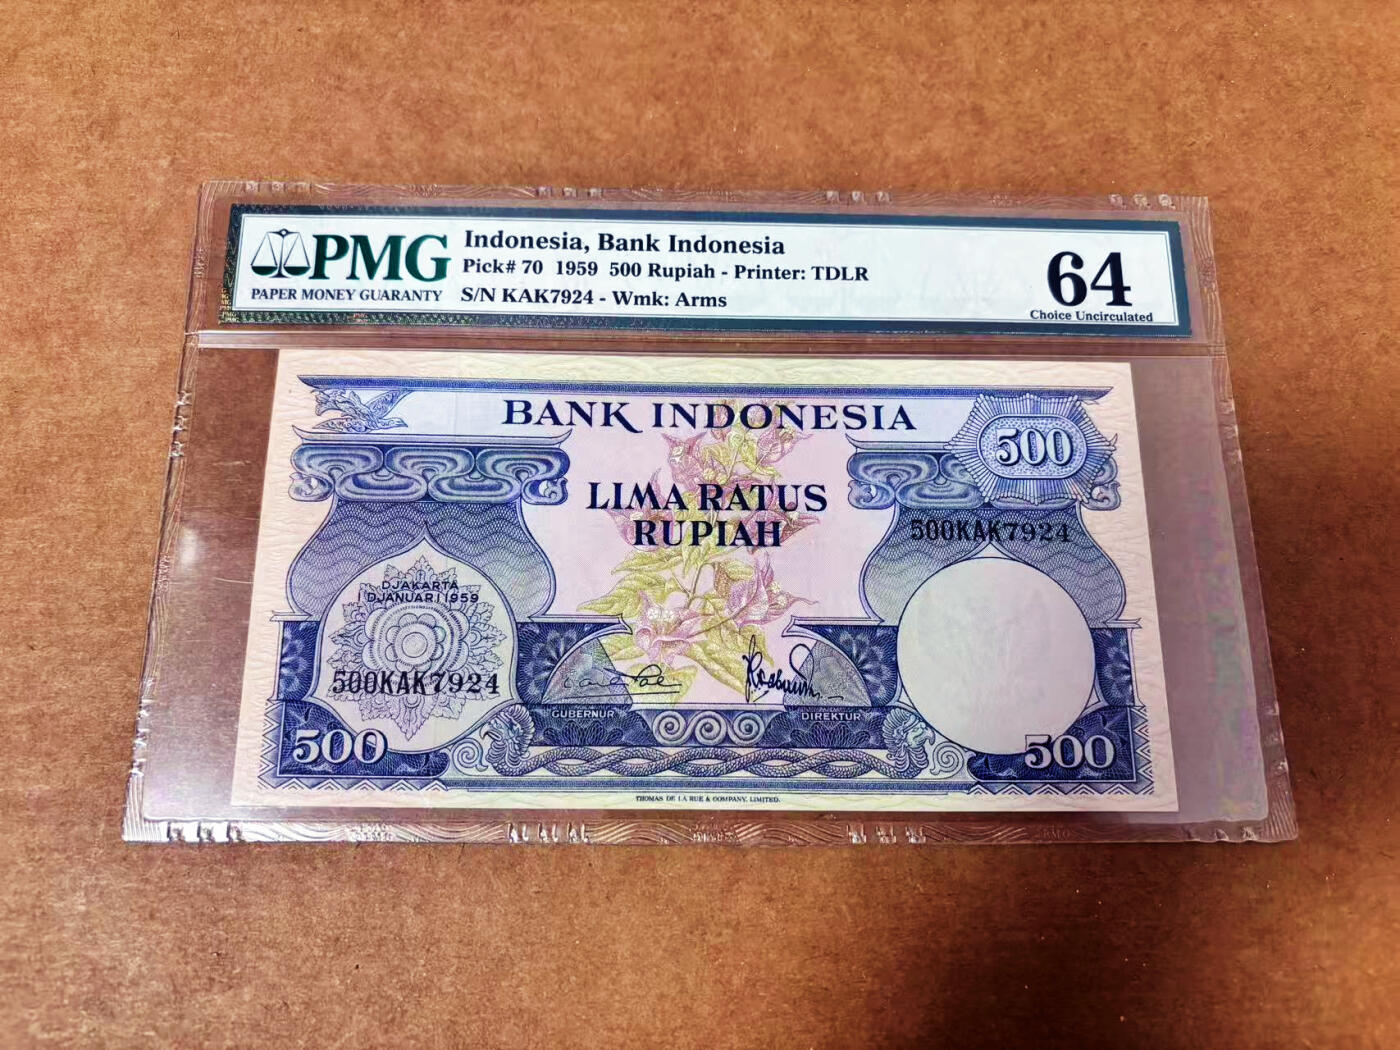 PMG
PAPER MONEY GUARANTY
Indonesia, Bank Indonesia
Pick# 70 1959 500 Rupiah - Printer: TDLR
S/N KAK7924 - Wmk: Arms
64
Choice Uncirculated
BANK INDONESIA
500
LIMA RATUS
RUPIAH
500KAK7924
DJAKARTA
1 DJANUARI 1959
500KAK7924
GUBERNUR
DIREKTUR
500
500
THOMAS DE LA RUE & COMPANY, LIMITED.